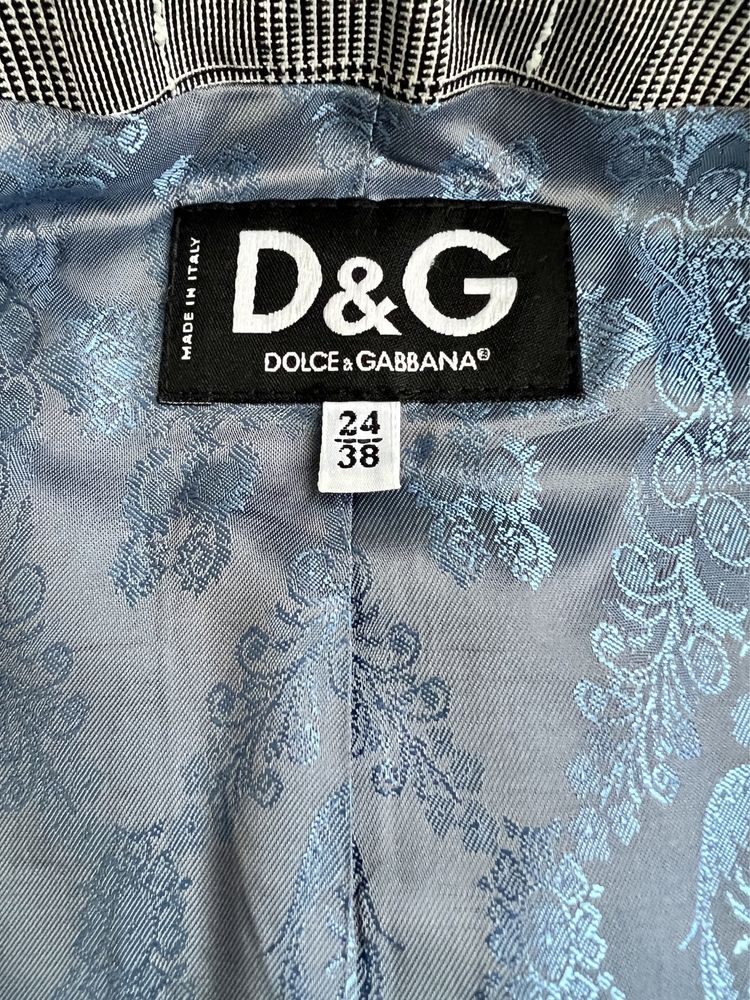 MADE IN ITALY
D&G
DOLCE & GABBANA®
24
38